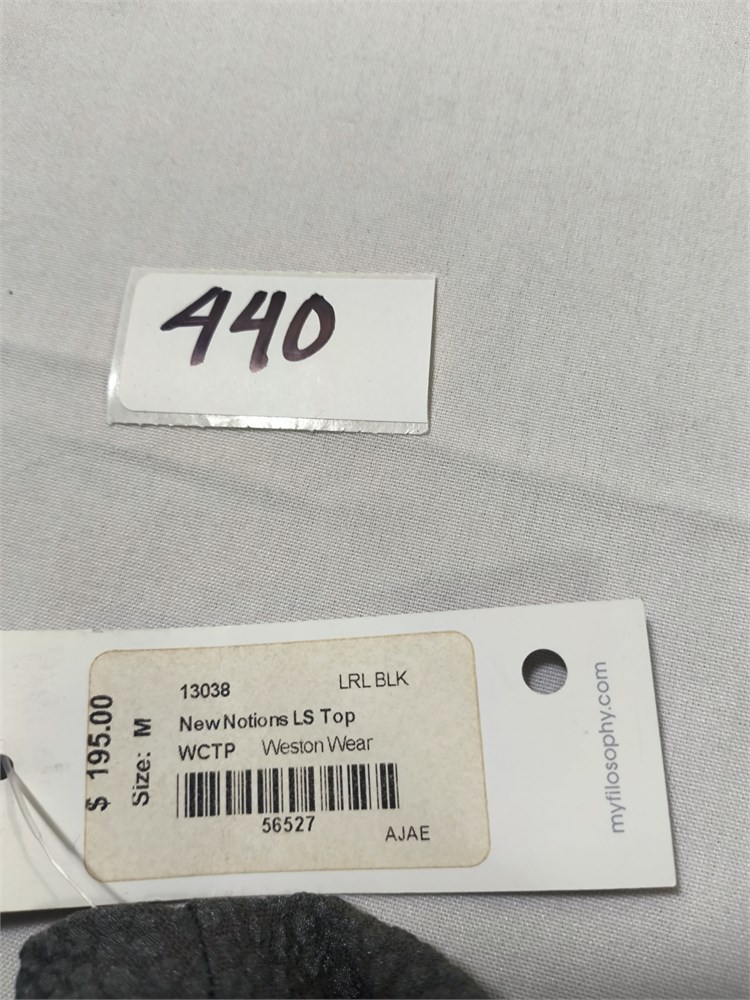 440
13038 LRL BLK
New Notions LS Top
WCTP Weston Wear
56527
AJAE
$ 195.00
Size: M
myfilosophy.com